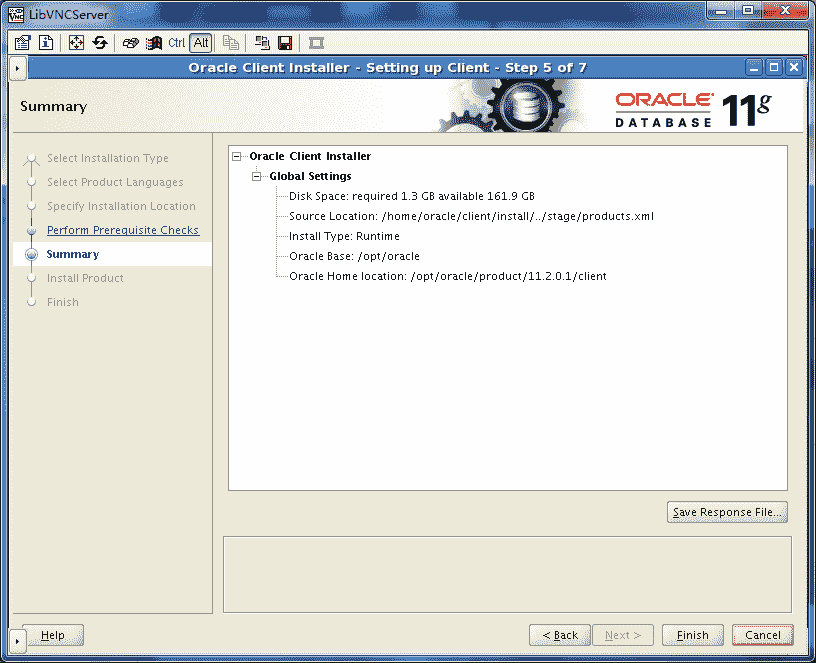 LibVNCServer
Ctrl Alt
Oracle Client Installer - Setting up Client - Step 5 of 7
Summary
ORACLE
DATABASE 11g
Select Installation Type
Select Product Languages
Specify Installation Location
Perform Prerequisite Checks
Summary
Install Product
Finish
Oracle Client Installer
Global Settings
Disk Space: required 1.3 GB available 161.9 GB
Source Location: /home/oracle/client/install/../stage/products.xml
Install Type: Runtime
Oracle Base: /opt/oracle
Oracle Home location: /opt/oracle/product/11.2.0.1/client
Save Response File...
Help
< Back
Next >
Finish
Cancel